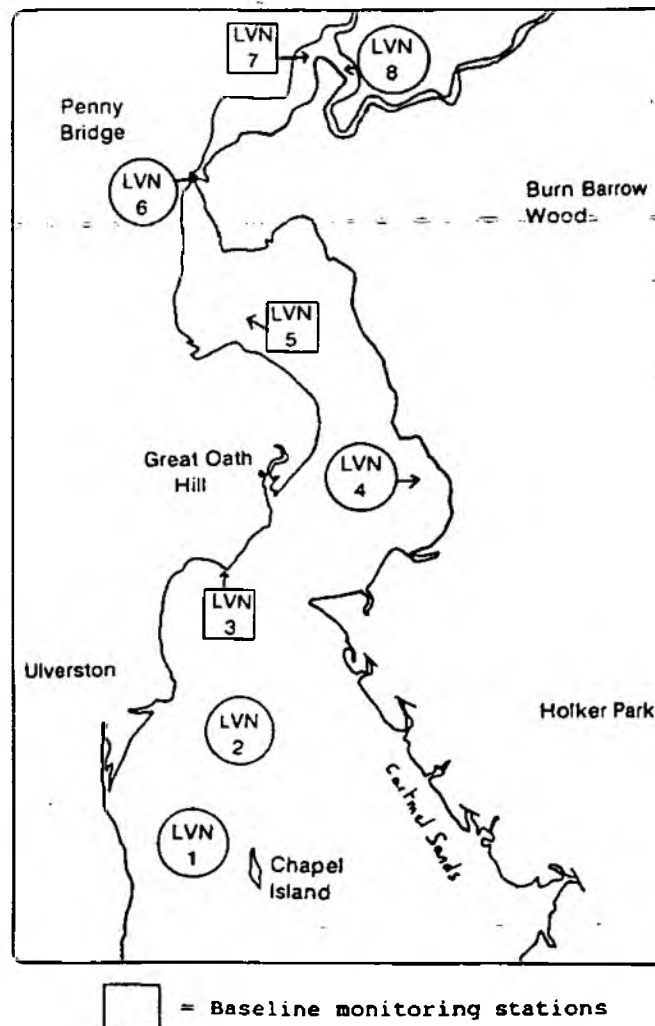 LVN
7
LVN
8
Penny
Bridge
LVN
6
Burn Barrow
Wood
LVN
5
Great Oath
Hill
LVN
4
LVN
3
Ulverston
Holker Park
LVN
2
Cartmel Sands
LVN
1
Chapel
Island
= Baseline monitoring stations